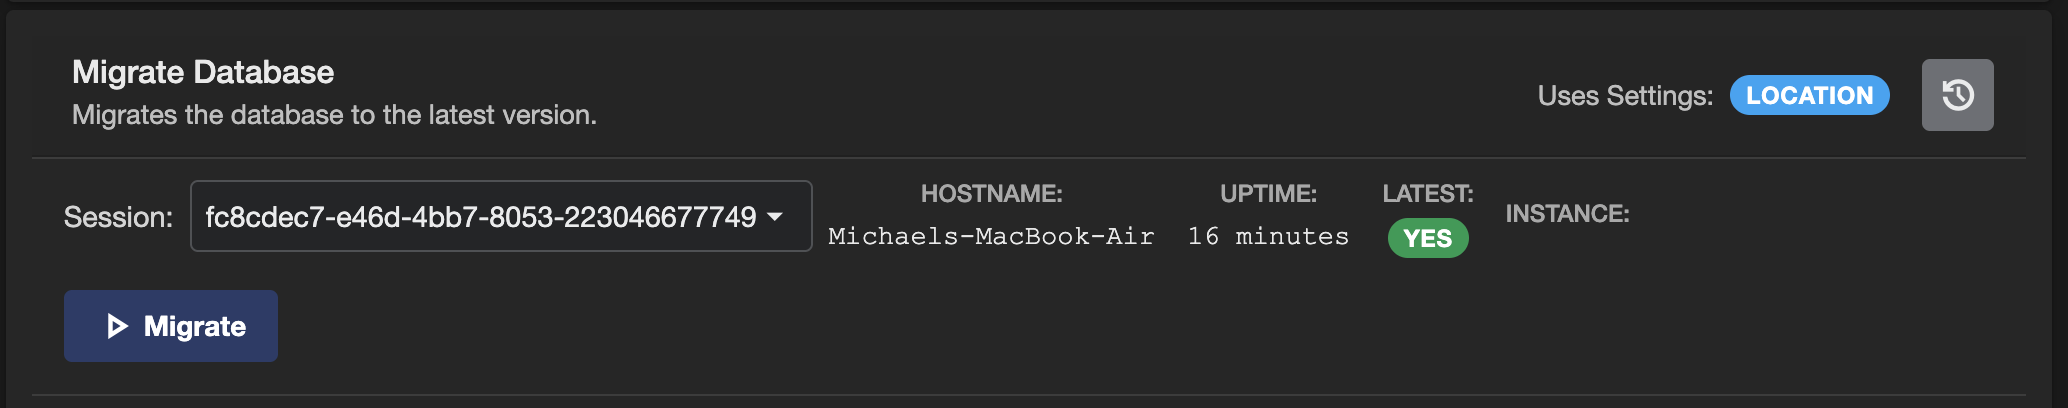 Migrate Database
Migrates the database to the latest version.
Uses Settings: LOCATION
Session: fc8cdec7-e46d-4bb7-8053-223046677749
HOSTNAME:
Michaels-MacBook-Air
UPTIME:
16 minutes
LATEST:
YES
INSTANCE:
Migrate